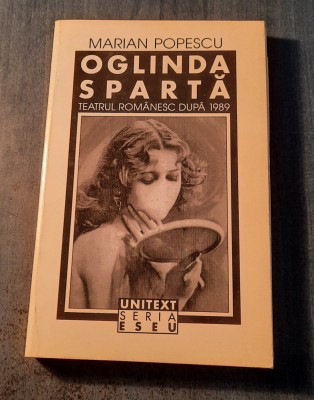 MARIAN POPESCU
OGLINDA
SPARTĂ
TEATRUL ROMÂNESC DUPĂ 1989
UNITEXT
SERIA
ESEU